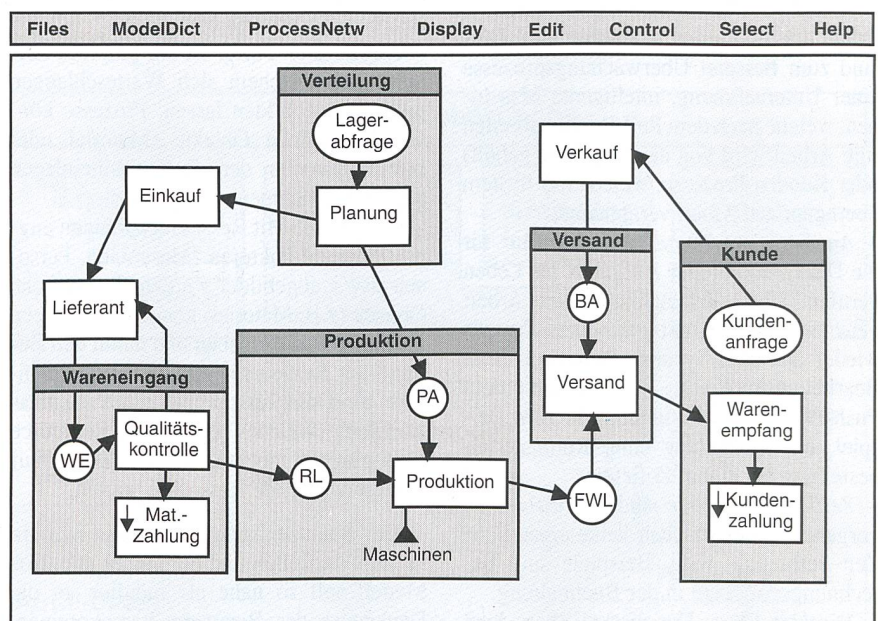 Files ModelDict ProcessNetw Display Edit Control Select Help
Verteilung
Lager-
abfrage
Planung
Einkauf
Lieferant
Wareneingang
WE
Qualitäts-
kontrolle
Mat.-
Zahlung
Produktion
PA
RL
Produktion
Maschinen
Verkauf
Versand
BA
Versand
FWL
Kunde
Kunden-
anfrage
Waren-
empfang
Kunden-
zahlung